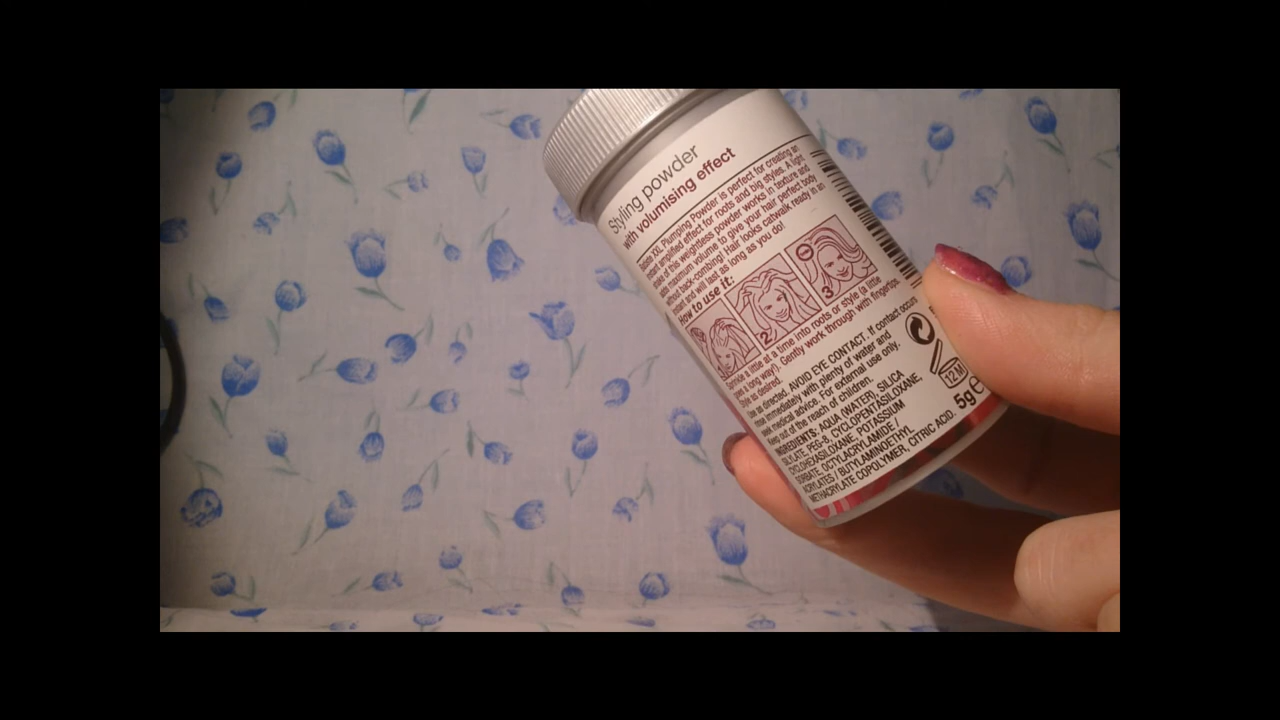 Styling powder
with volumising effect
XXL Plumping Powder is perfect for creating an
instant amplified effect for roots and big styles. A light
shake of this weightless powder works in texture and
maximum volume to give your hair perfect body
without back-combing! Hair looks catwalk ready in an
instant and will last as long as you do!
How to use it:
2
3
a little at a time into roots or style (a little
goes a long way!). Gently work through with fingertips.
Style as desired.
Use as directed. AVOID EYE CONTACT. If contact occurs
rinse immediately with plenty of water and
seek medical advice. For external use only.
Keep out of the reach of children.
INGREDIENTS: AQUA (WATER), SILICA
SILYLATE, PEG-8, CYCLOPENTASILOXANE,
CYCLOHEXASILOXANE, POTASSIUM
SORBATE, OCTYLACRYLAMIDE /
ACRYLATES / BUTYLAMINOETHYL
METHACRYLATE COPOLYMER, CITRIC ACID.
12 M
5g e